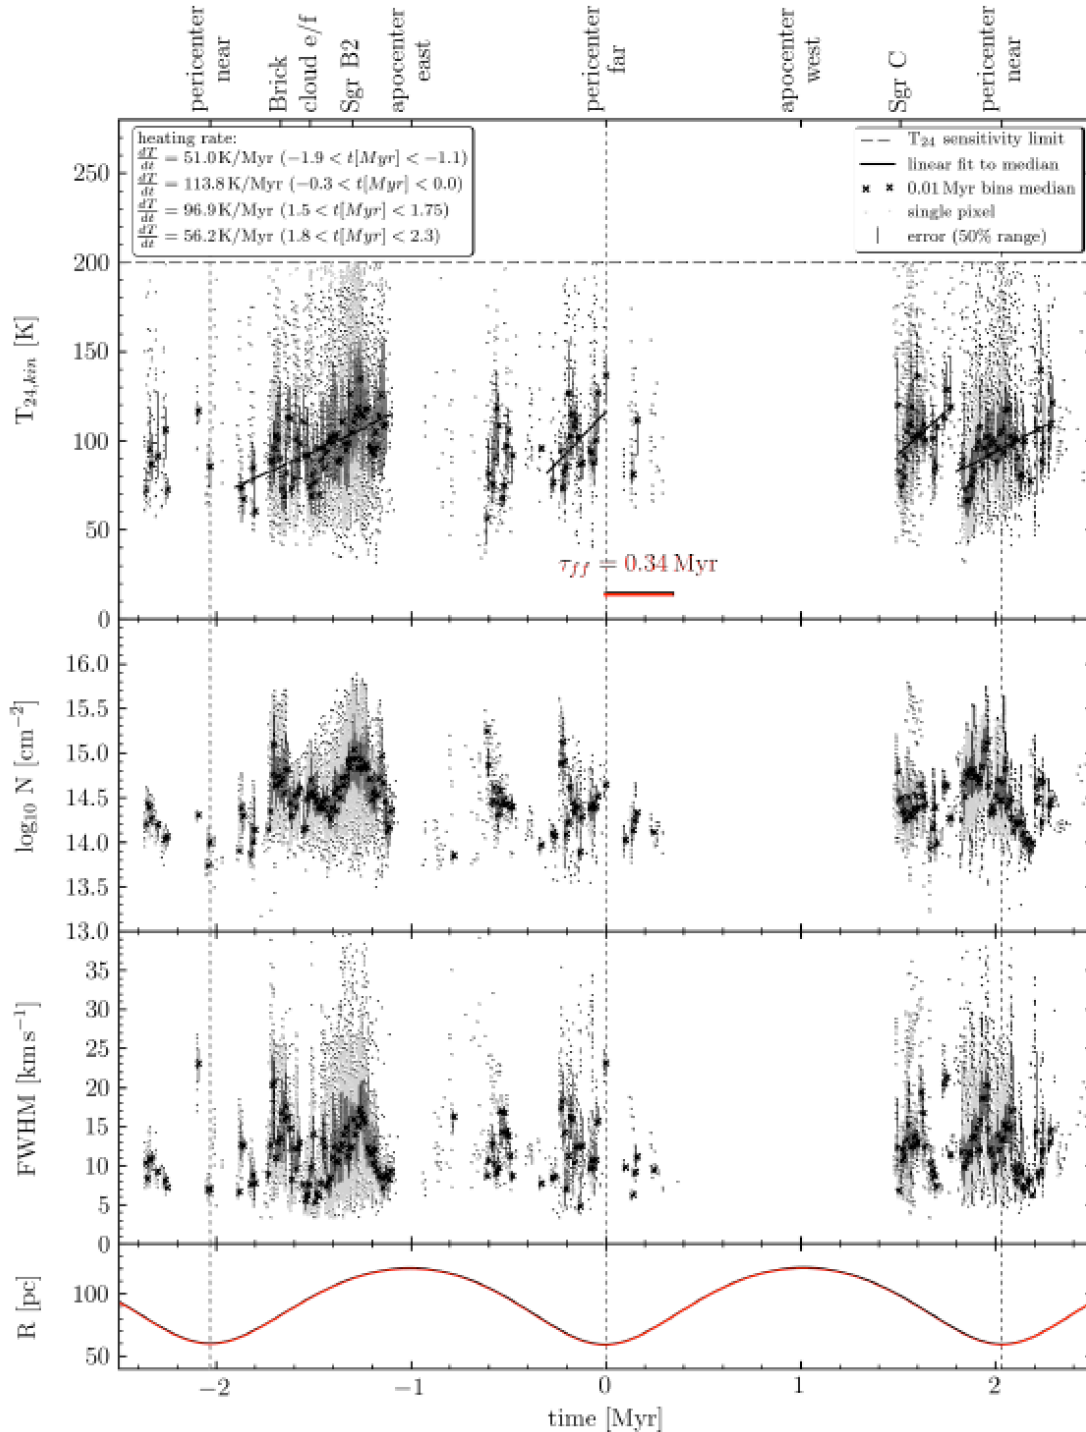 pericenter
near
Brick
cloud e/f
Sgr B2
apocenter
east
pericenter
far
apocenter
west
Sgr C
pericenter
near
heating rate:
dT/dt = 51.0 K/Myr (−1.9 < t[Myr] < −1.1)
dT/dt = 113.8 K/Myr (−0.3 < t[Myr] < 0.0)
dT/dt = 96.9 K/Myr (1.5 < t[Myr] < 1.75)
dT/dt = 56.2 K/Myr (1.8 < t[Myr] < 2.3)
T₂₄ sensitivity limit
linear fit to median
0.01 Myr bins median
single pixel
error (50% range)
T₂₄,kin [K]
250
200
150
100
50
0
τff = 0.34 Myr
log₁₀ N [cm⁻²]
16.0
15.5
15.0
14.5
14.0
13.5
13.0
FWHM [km s⁻¹]
35
30
25
20
15
10
5
0
R [pc]
100
50
−2 −1 0 1 2
time [Myr]